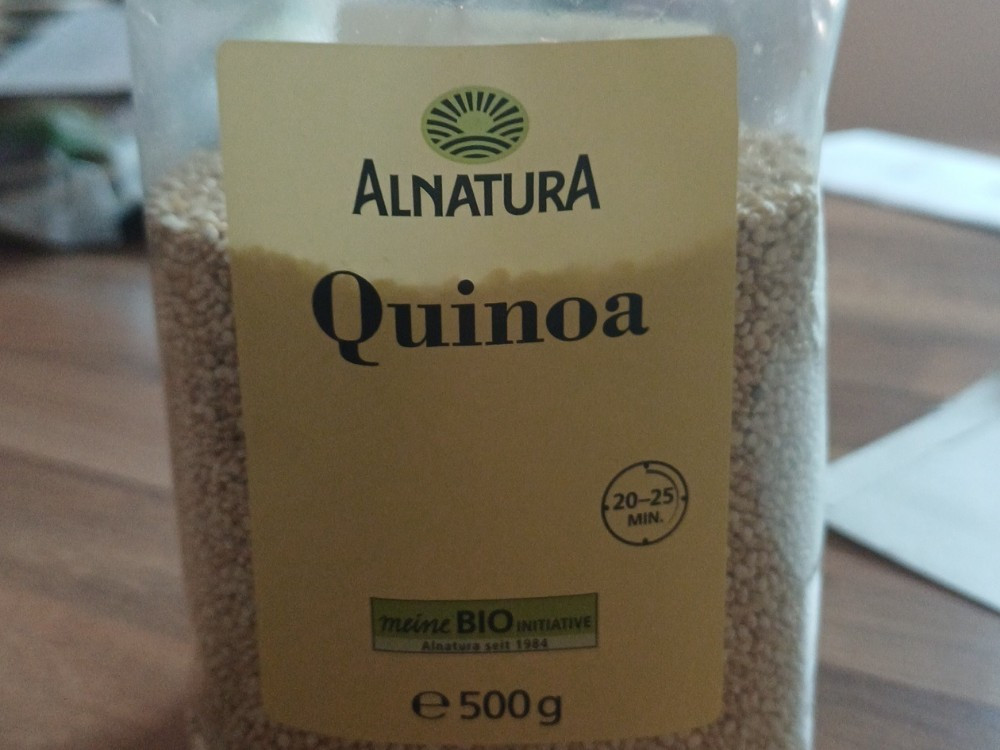 ALNATURA
Quinoa
20–25
MIN.
meine BIO INITIATIVE
Alnatura seit 1984
℮ 500 g